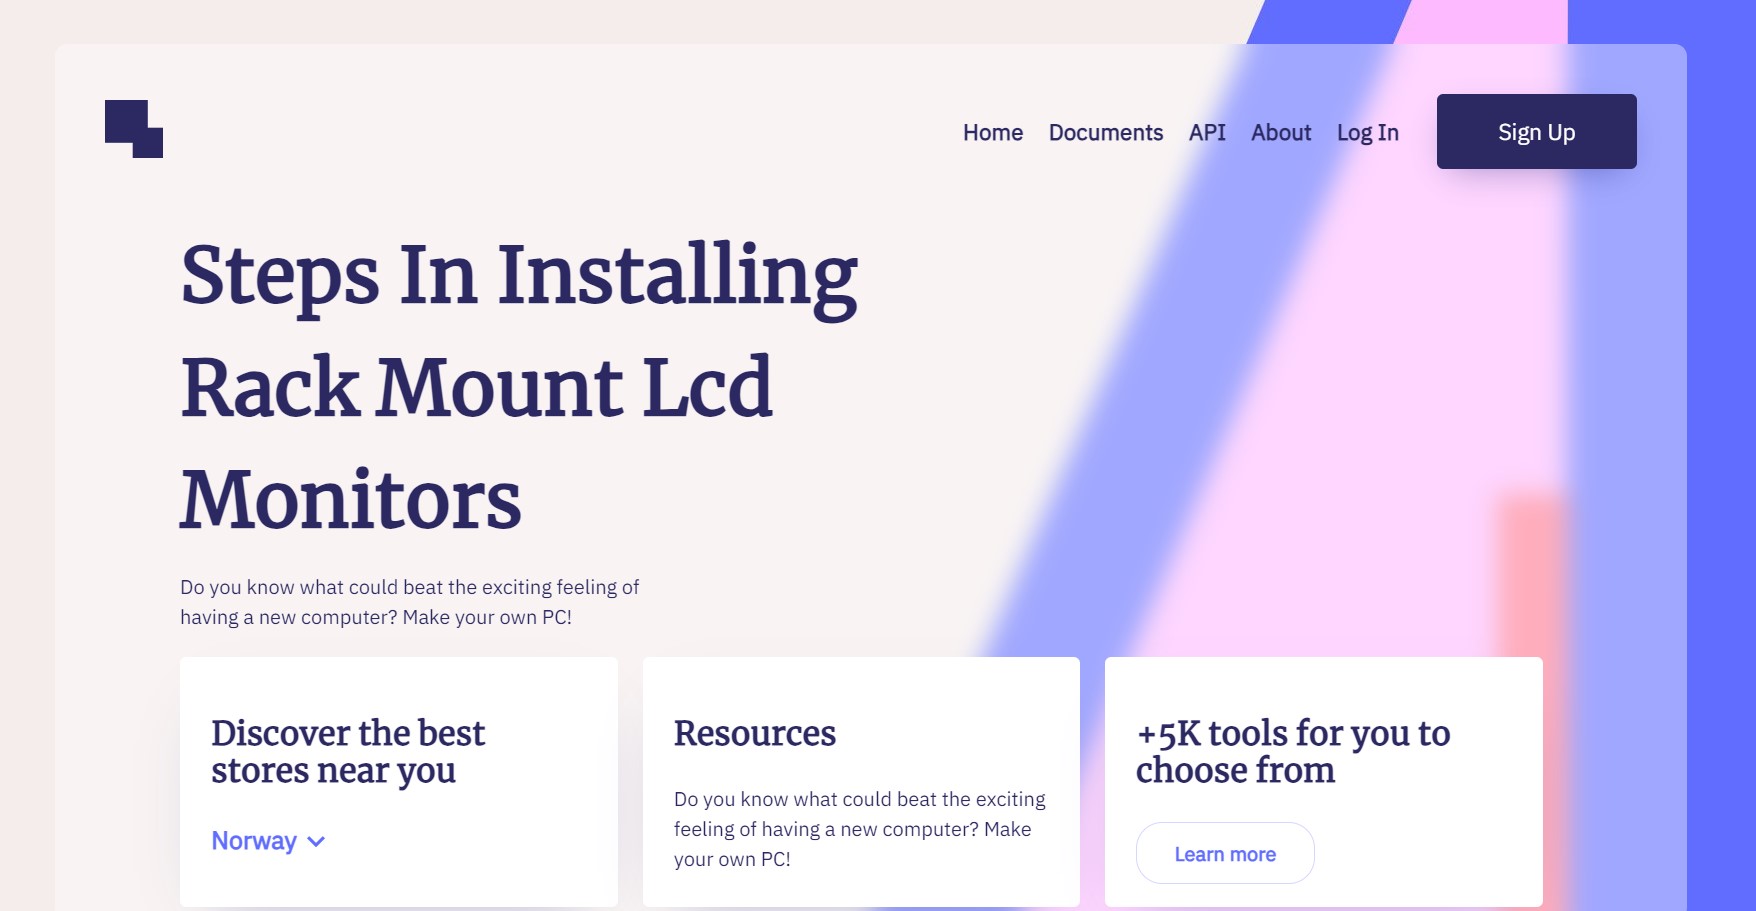 Home Documents API About Log In Sign Up
Steps In Installing
Rack Mount Lcd
Monitors
Do you know what could beat the exciting feeling of
having a new computer? Make your own PC!
Discover the best
stores near you
Norway
Resources
Do you know what could beat the exciting
feeling of having a new computer? Make
your own PC!
+5K tools for you to
choose from
Learn more